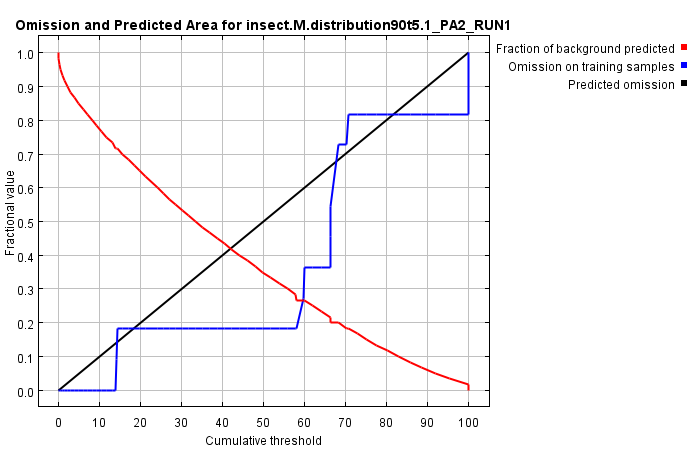 Omission and Predicted Area for insect.M.distribution90t5.1_PA2_RUN1
Fraction of background predicted
Omission on training samples
Predicted omission
1.0
0.9
0.8
0.7
0.6
0.5
0.4
0.3
0.2
0.1
0.0
Fractional value
0 10 20 30 40 50 60 70 80 90 100
Cumulative threshold